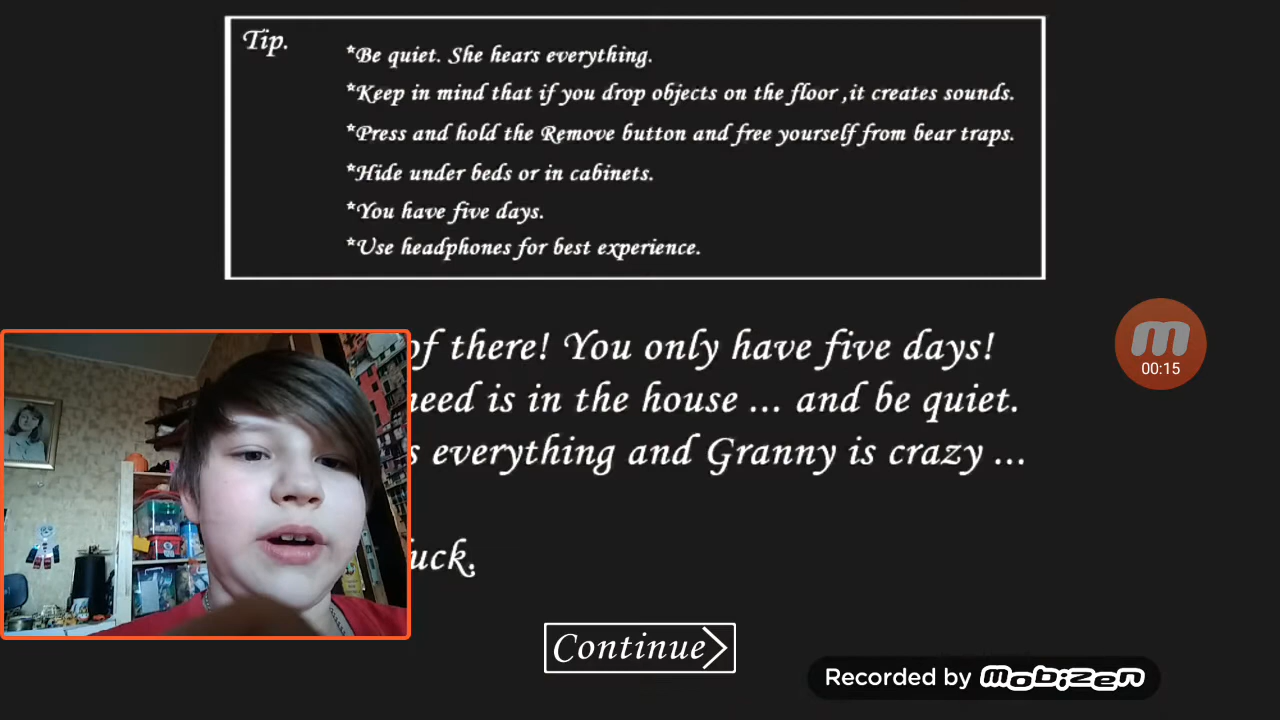 Tip.
*Be quiet. She hears everything.
*Keep in mind that if you drop objects on the floor ,it creates sounds.
*Press and hold the Remove button and free yourself from bear traps.
*Hide under beds or in cabinets.
*You have five days.
*Use headphones for best experience.
of there! You only have five days!
need is in the house ... and be quiet.
s everything and Granny is crazy ...
luck.
Continue
00:15
Recorded by mobizen